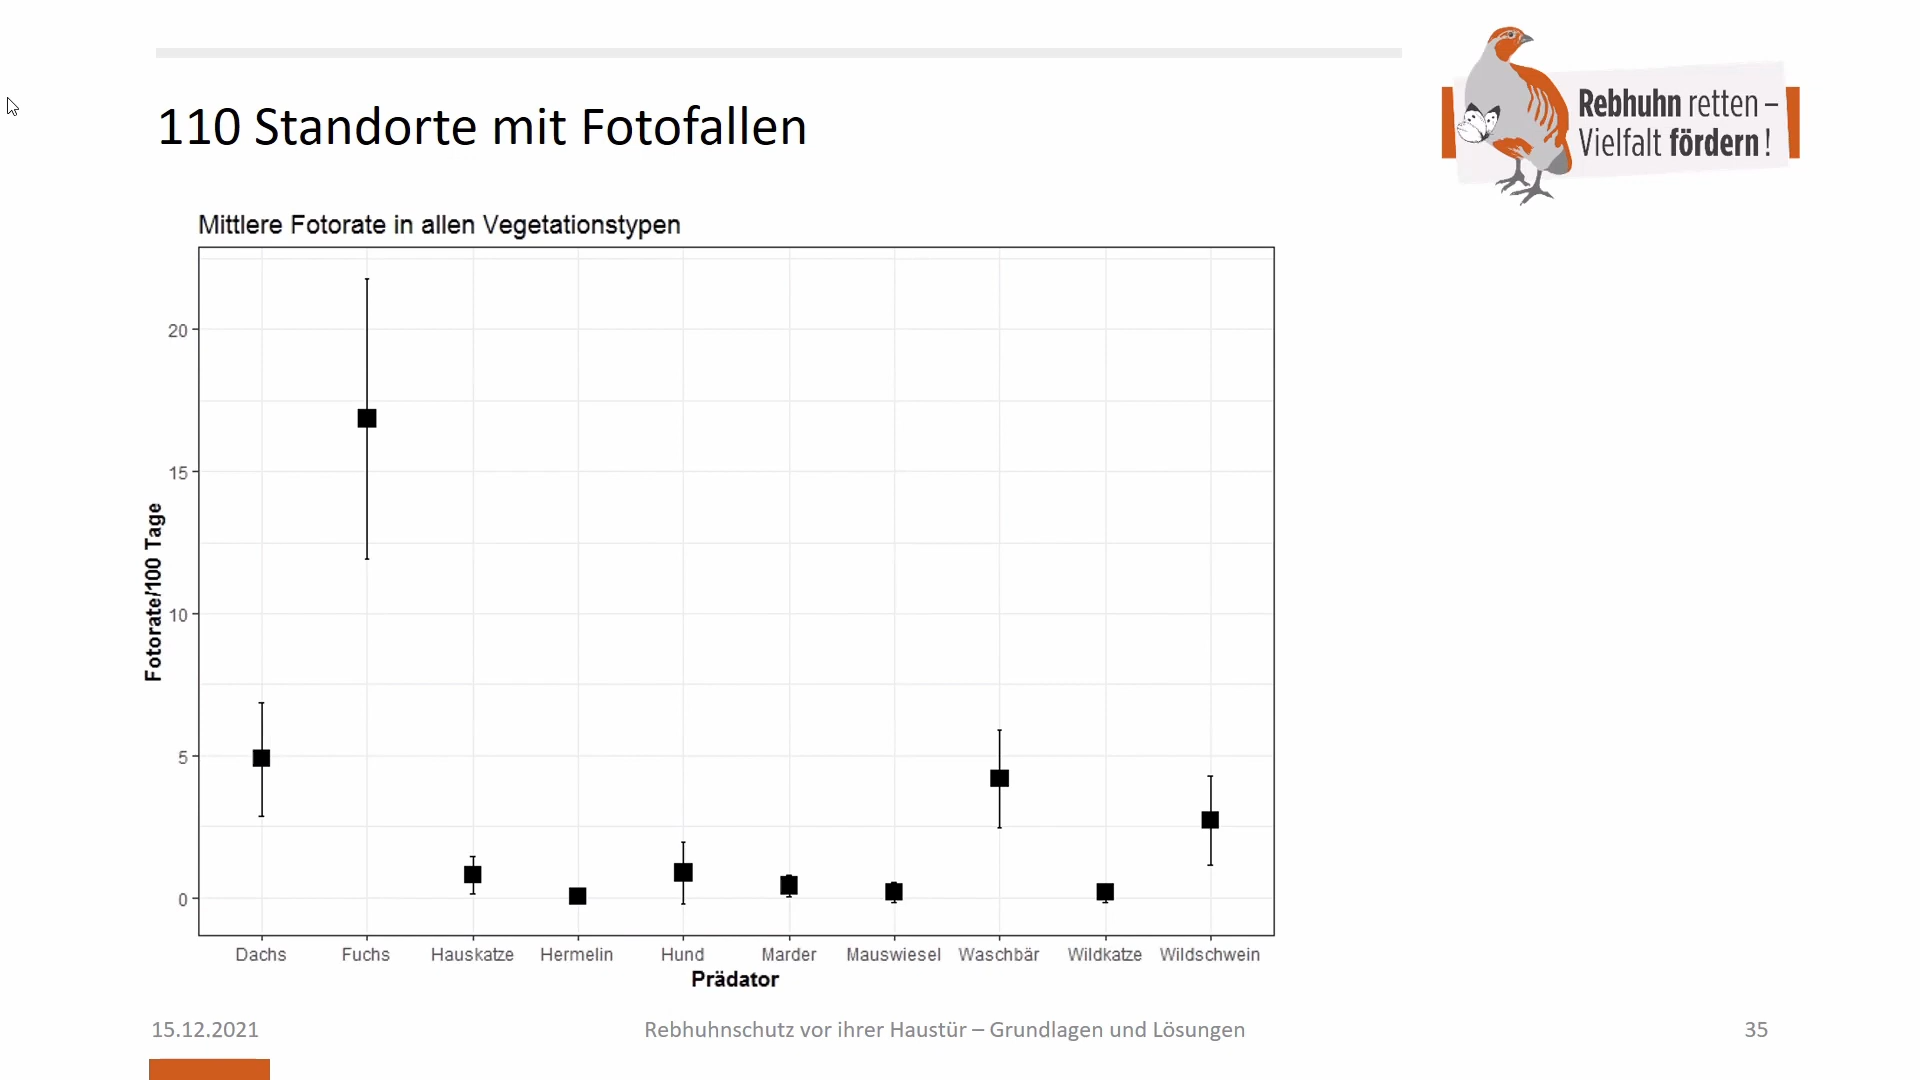 110 Standorte mit Fotofallen
Rebhuhn retten –
Vielfalt fördern!
Mittlere Fotorate in allen Vegetationstypen
Fotorate/100 Tage
20
15
10
5
0
Dachs Fuchs Hauskatze Hermelin Hund Marder Mauswiesel Waschbär Wildkatze Wildschwein
Prädator
15.12.2021 Rebhuhnschutz vor ihrer Haustür – Grundlagen und Lösungen 35